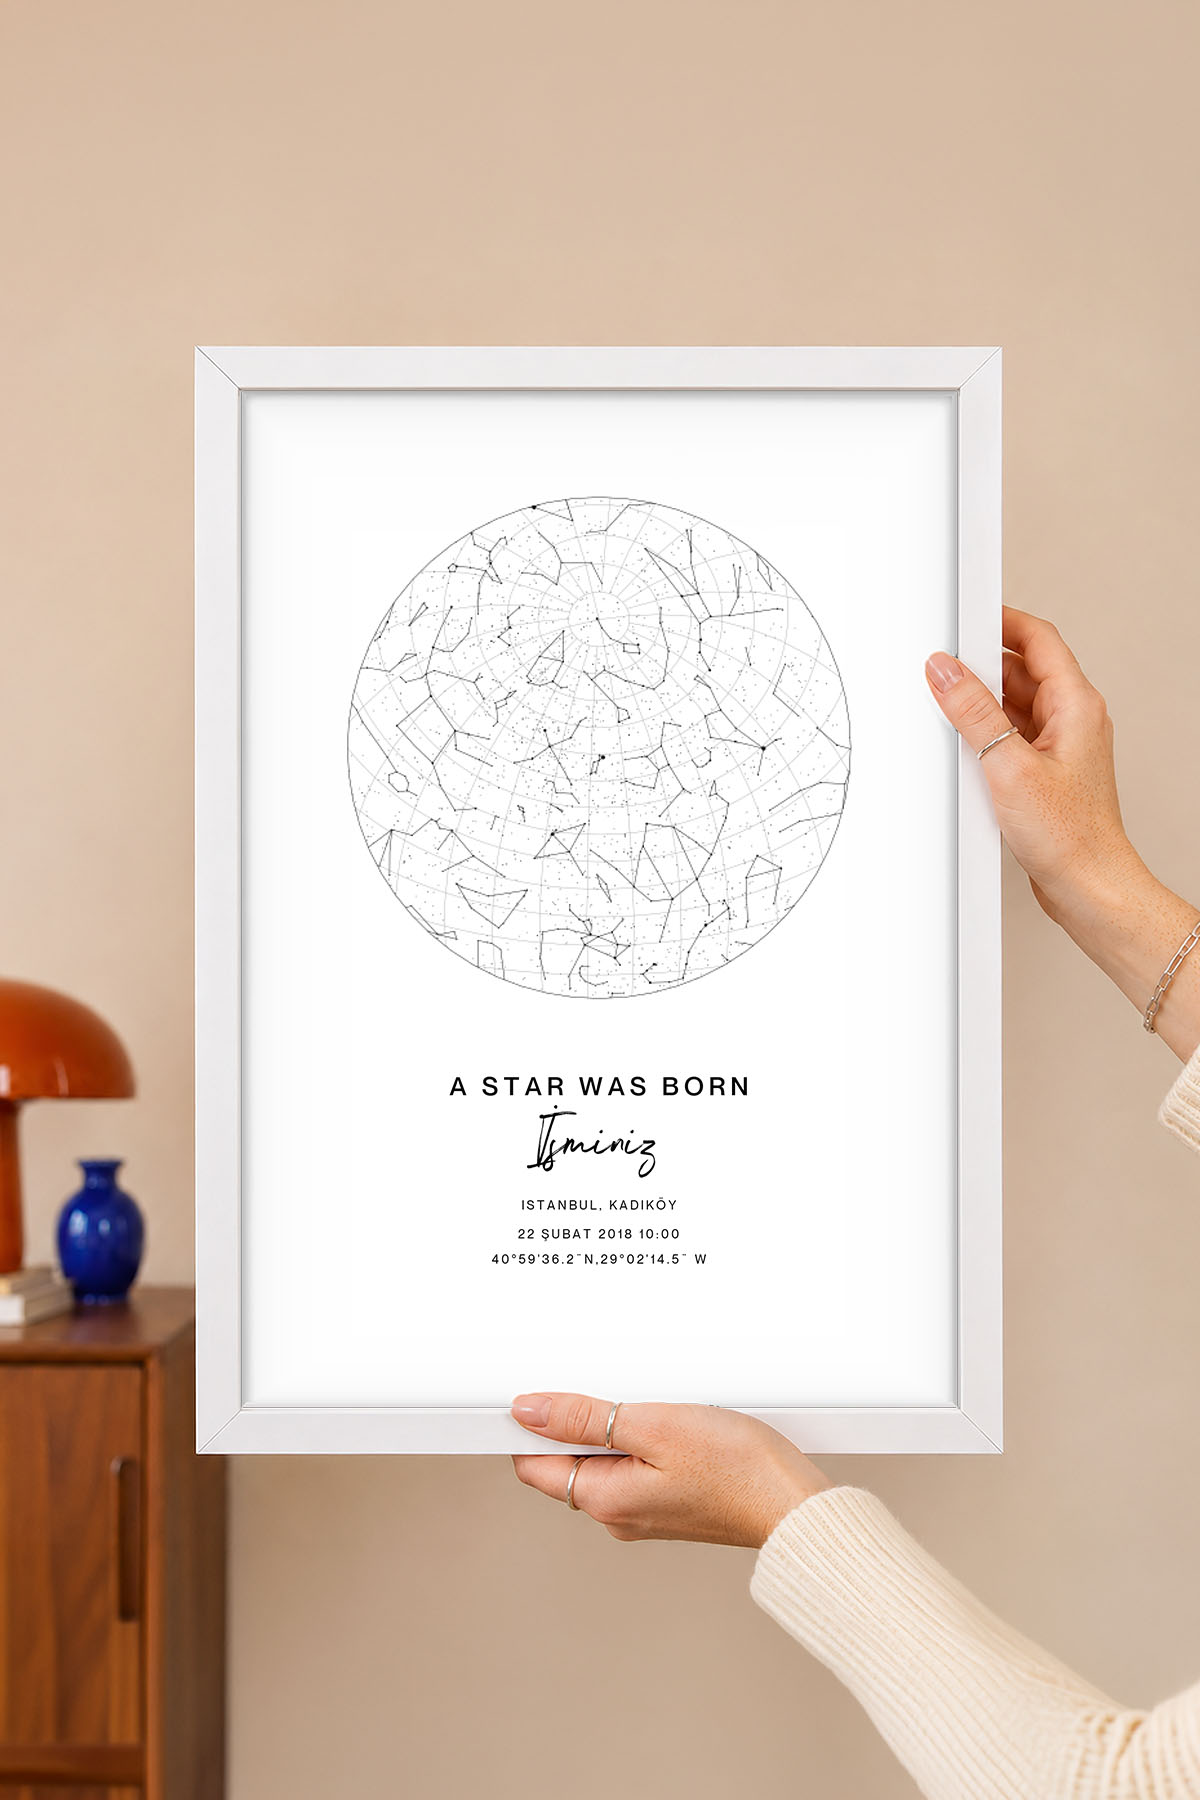 A STAR WAS BORN
İsminiz
ISTANBUL, KADIKÖY
22 ŞUBAT 2018 10:00
40°59'36.2¨N,29°02'14.5¨ W